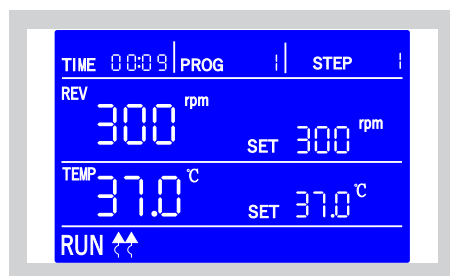 TIME 00:09 PROG 1 STEP 1
REV 300 rpm SET 300 rpm
TEMP 37.0 ℃ SET 37.0 ℃
RUN